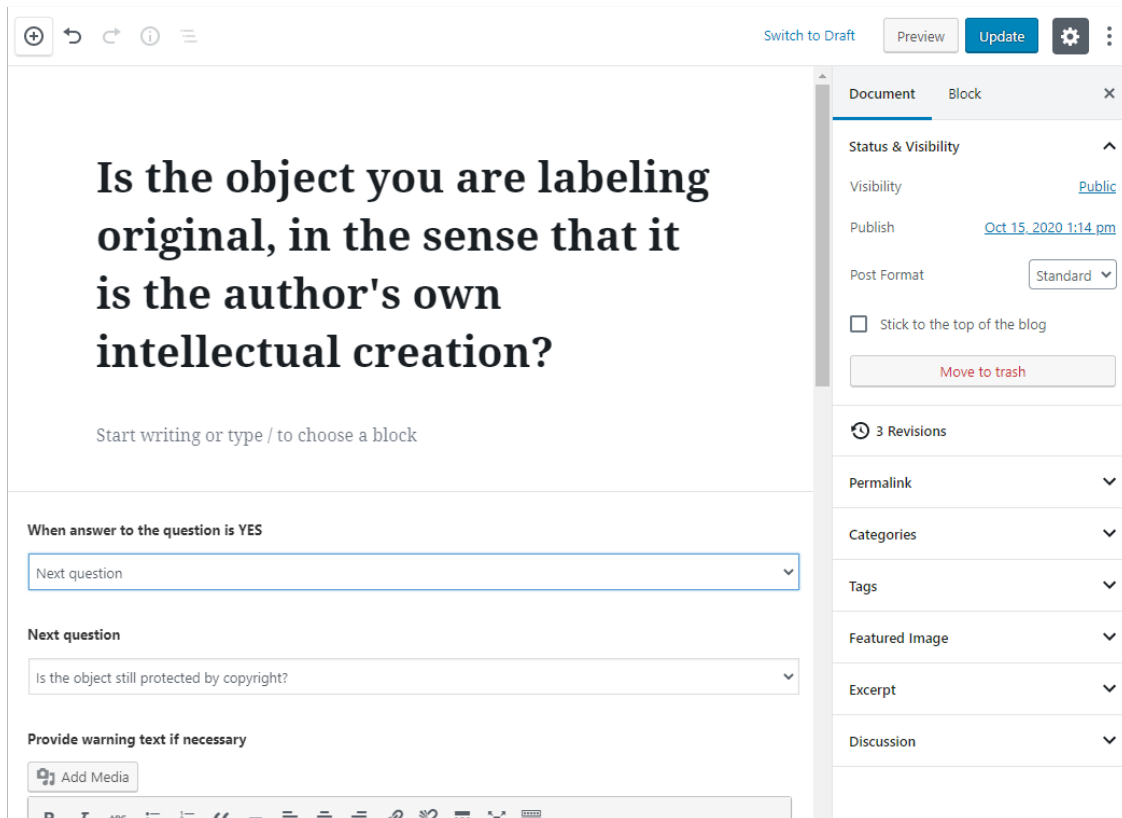 Switch to Draft
Preview
Update
Is the object you are labeling
original, in the sense that it
is the author's own
intellectual creation?
Start writing or type / to choose a block
When answer to the question is YES
Next question
Next question
Is the object still protected by copyright?
Provide warning text if necessary
Add Media
Document
Block
Status & Visibility
Visibility
Public
Publish
Oct 15, 2020 1:14 pm
Post Format
Standard
Stick to the top of the blog
Move to trash
3 Revisions
Permalink
Categories
Tags
Featured Image
Excerpt
Discussion